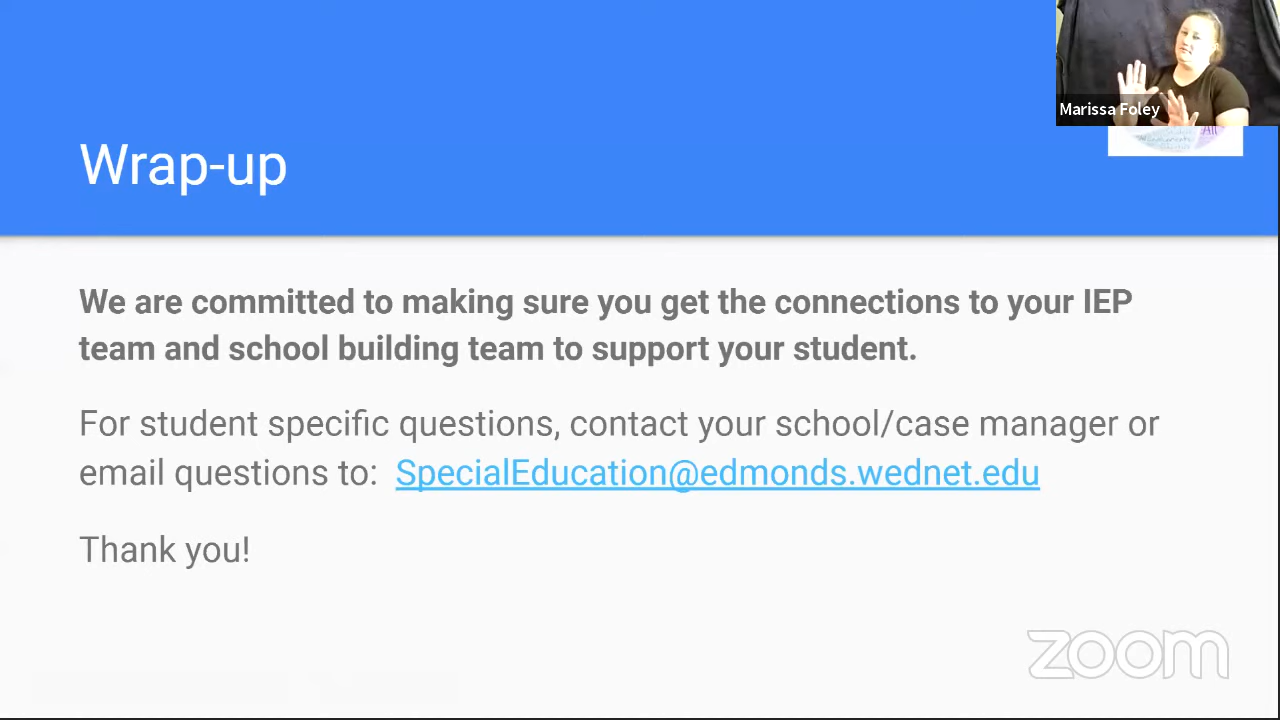 Marissa Foley
All
Wrap-up
We are committed to making sure you get the connections to your IEP
team and school building team to support your student.
For student specific questions, contact your school/case manager or
email questions to: SpecialEducation@edmonds.wednet.edu
Thank you!
zoom